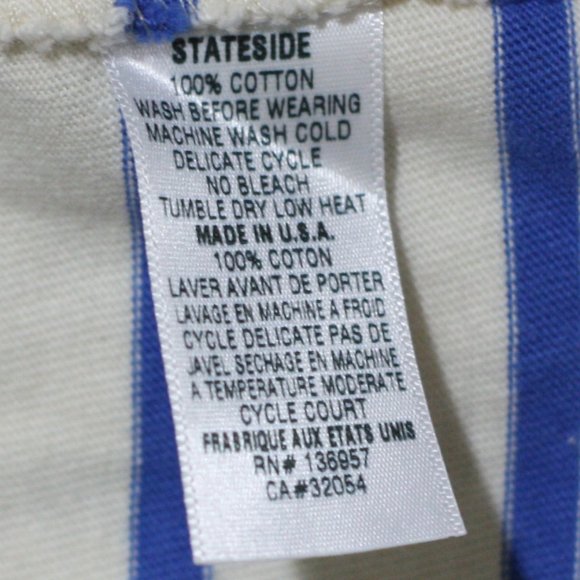 STATESIDE
100% COTTON
WASH BEFORE WEARING
MACHINE WASH COLD
DELICATE CYCLE
NO BLEACH
TUMBLE DRY LOW HEAT
MADE IN U.S.A.
100% COTON
LAVER AVANT DE PORTER
LAVAGE EN MACHINE A FROID
CYCLE DELICATE PAS DE
JAVEL SECHAGE EN MACHINE
A TEMPERATURE MODERATE
CYCLE COURT
FRABRIQUE AUX ETATS UNIS
RN# 136957
CA#32054